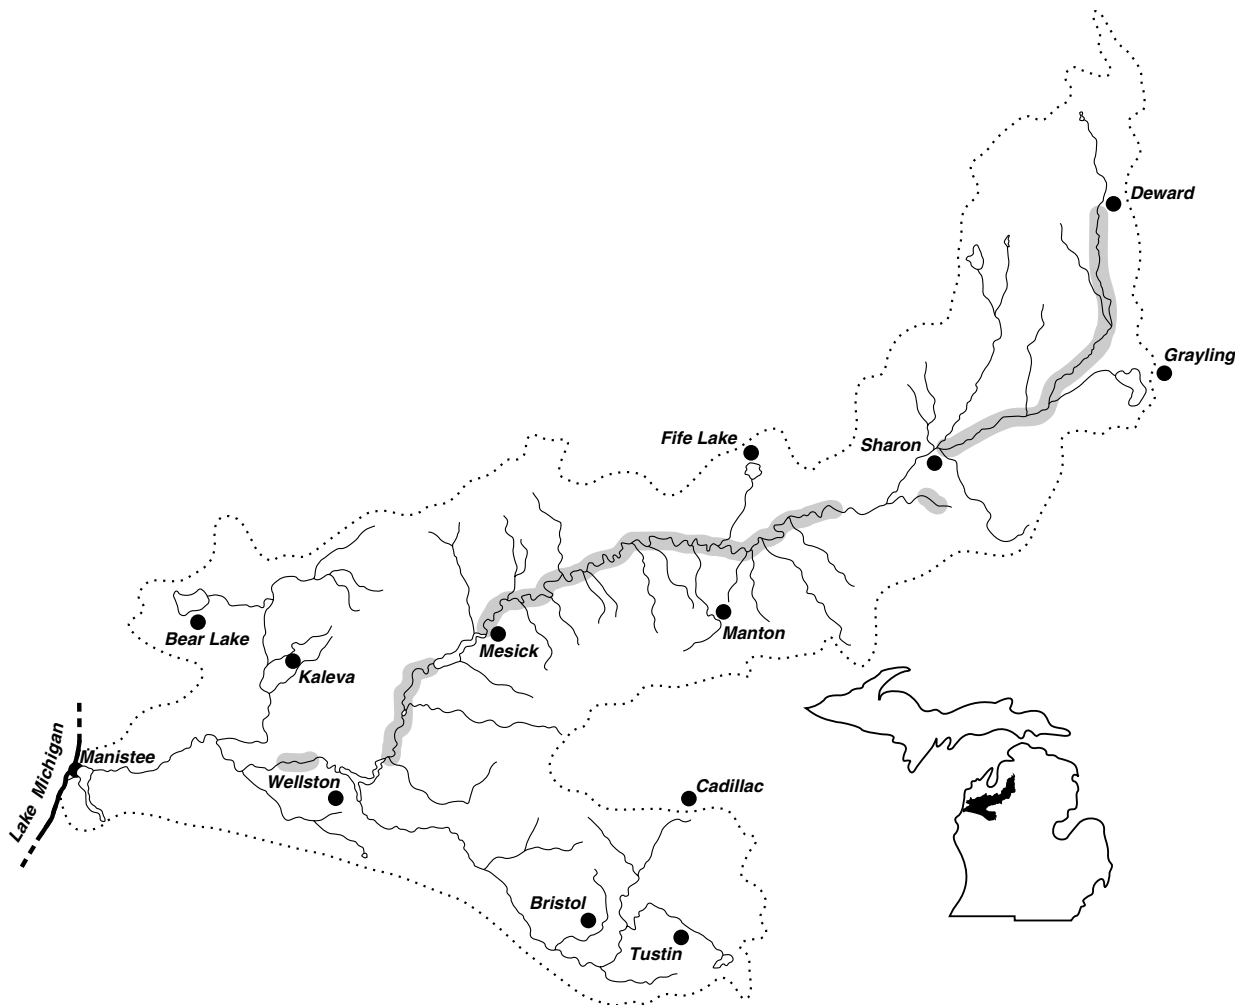 Deward
Grayling
Fife Lake
Sharon
Bear Lake
Manton
Mesick
Kaleva
Lake Michigan
Manistee
Wellston
Cadillac
Bristol
Tustin